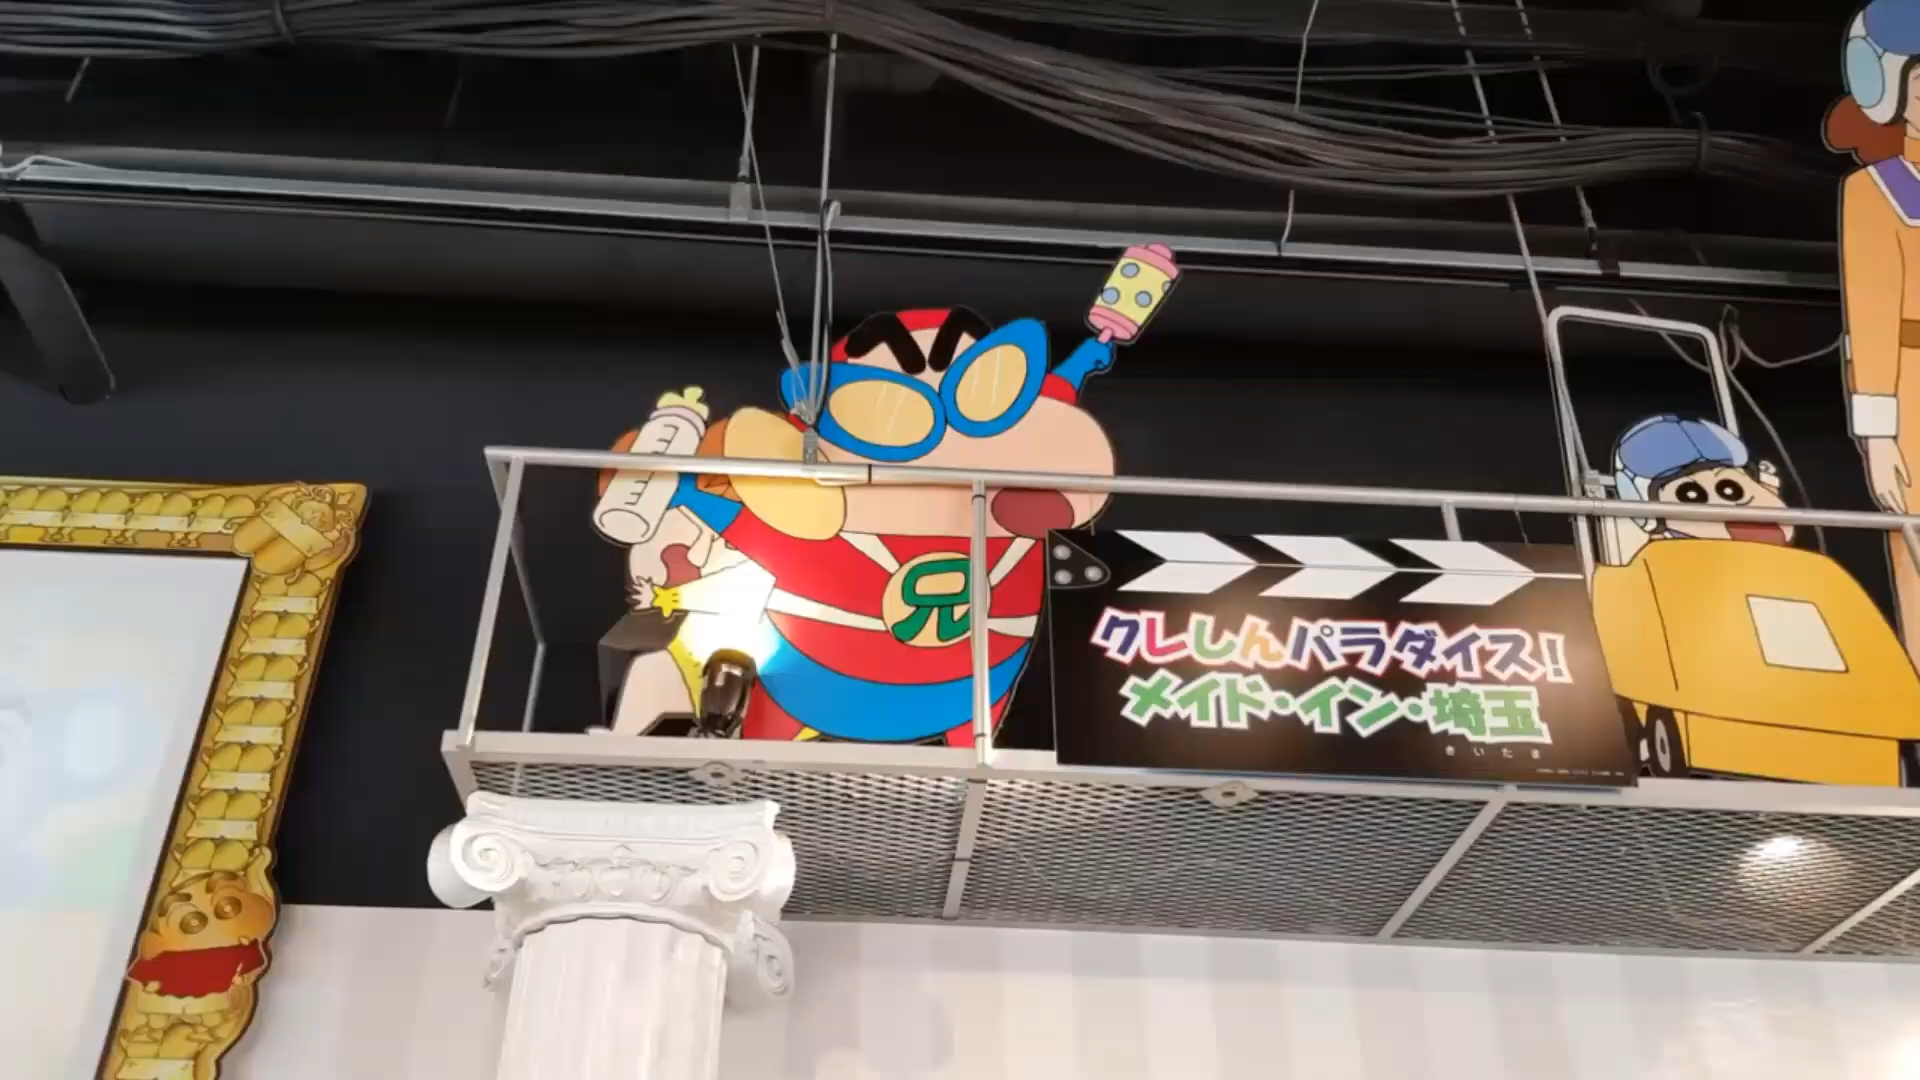 兄
クレしんパラダイス!
メイド・イン・埼玉
さいたま